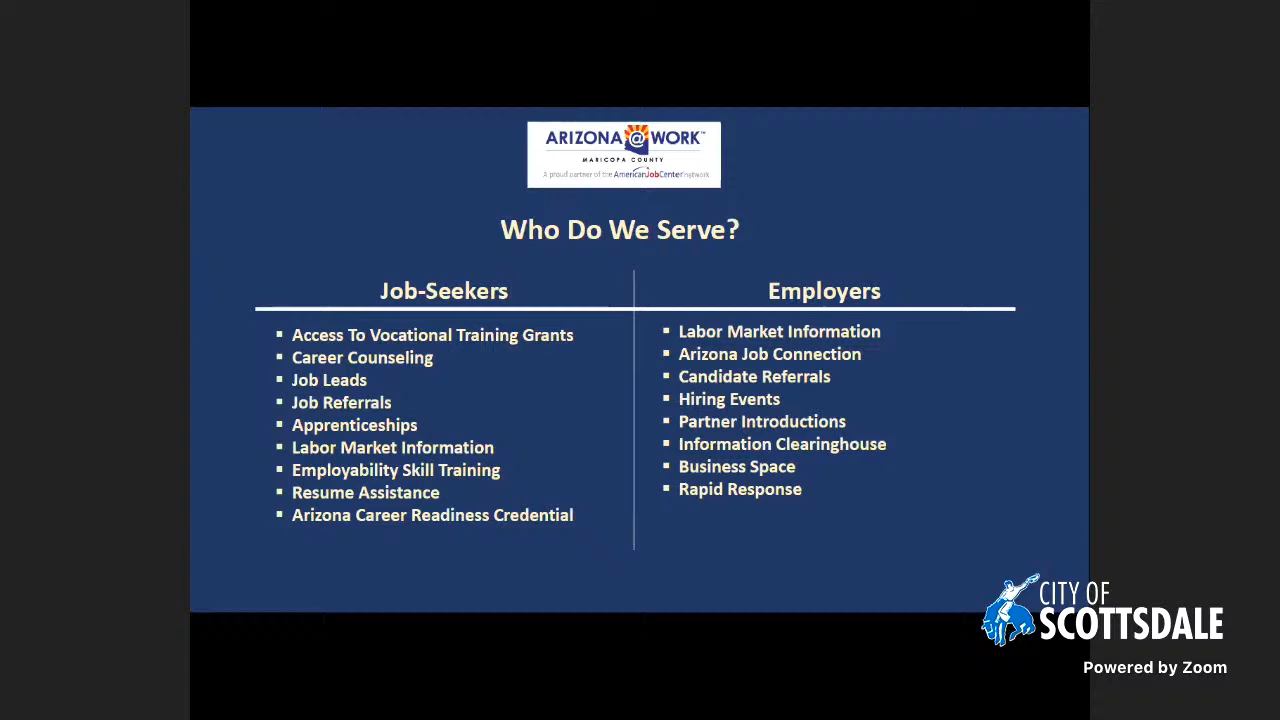 ARIZONA @ WORK™
MARICOPA COUNTY
A proud partner of the AmericanJobCenter network
Who Do We Serve?
Job-Seekers
▪ Access To Vocational Training Grants
▪ Career Counseling
▪ Job Leads
▪ Job Referrals
▪ Apprenticeships
▪ Labor Market Information
▪ Employability Skill Training
▪ Resume Assistance
▪ Arizona Career Readiness Credential
Employers
▪ Labor Market Information
▪ Arizona Job Connection
▪ Candidate Referrals
▪ Hiring Events
▪ Partner Introductions
▪ Information Clearinghouse
▪ Business Space
▪ Rapid Response
CITY OF
SCOTTSDALE
Powered by Zoom